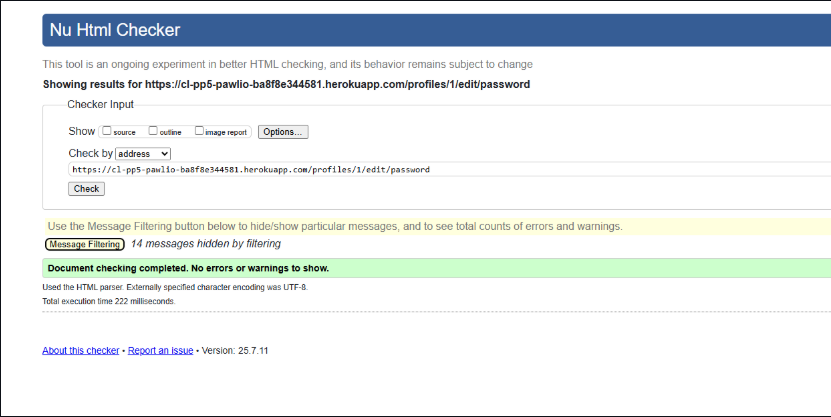 Nu Html Checker
This tool is an ongoing experiment in better HTML checking, and its behavior remains subject to change
Showing results for https://cl-pp5-pawlio-ba8f8e344581.herokuapp.com/profiles/1/edit/password
Checker Input
Show source outline image report Options...
Check by address
https://cl-pp5-pawlio-ba8f8e344581.herokuapp.com/profiles/1/edit/password
Check
Use the Message Filtering button below to hide/show particular messages, and to see total counts of errors and warnings.
Message Filtering 14 messages hidden by filtering
Document checking completed. No errors or warnings to show.
Used the HTML parser. Externally specified character encoding was UTF-8.
Total execution time 222 milliseconds.
About this checker • Report an issue • Version: 25.7.11